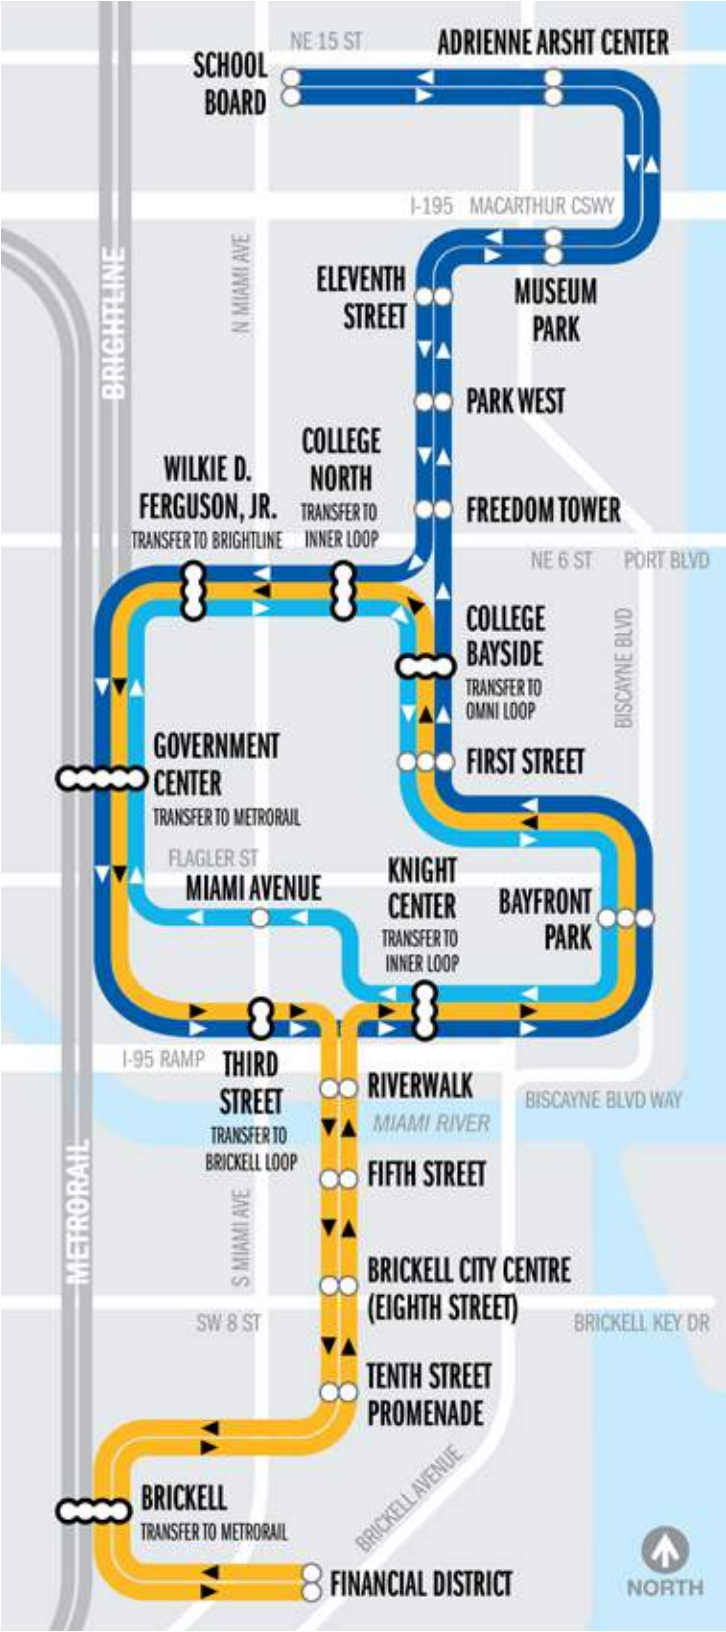 NE 15 ST
ADRIENNE ARSHT CENTER
SCHOOL
BOARD
I-195 MACARTHUR CSWY
N MIAMI AVE
BRIGHTLINE
ELEVENTH
STREET
MUSEUM
PARK
PARK WEST
COLLEGE
NORTH
TRANSFER TO
INNER LOOP
WILKIE D.
FERGUSON, JR.
TRANSFER TO BRIGHTLINE
FREEDOM TOWER
NE 6 ST
PORT BLVD
COLLEGE
BAYSIDE
TRANSFER TO
OMNI LOOP
BISCAYNE BLVD
GOVERNMENT
CENTER
TRANSFER TO METRORAIL
FIRST STREET
FLAGLER ST
MIAMI AVENUE
KNIGHT
CENTER
TRANSFER TO
INNER LOOP
BAYFRONT
PARK
I-95 RAMP
THIRD
STREET
TRANSFER TO
BRICKELL LOOP
RIVERWALK
BISCAYNE BLVD WAY
MIAMI RIVER
METRORAIL
FIFTH STREET
S MIAMI AVE
BRICKELL CITY CENTRE
(EIGHTH STREET)
SW 8 ST
BRICKELL KEY DR
TENTH STREET
PROMENADE
BRICKELL AVENUE
BRICKELL
TRANSFER TO METRORAIL
FINANCIAL DISTRICT
NORTH